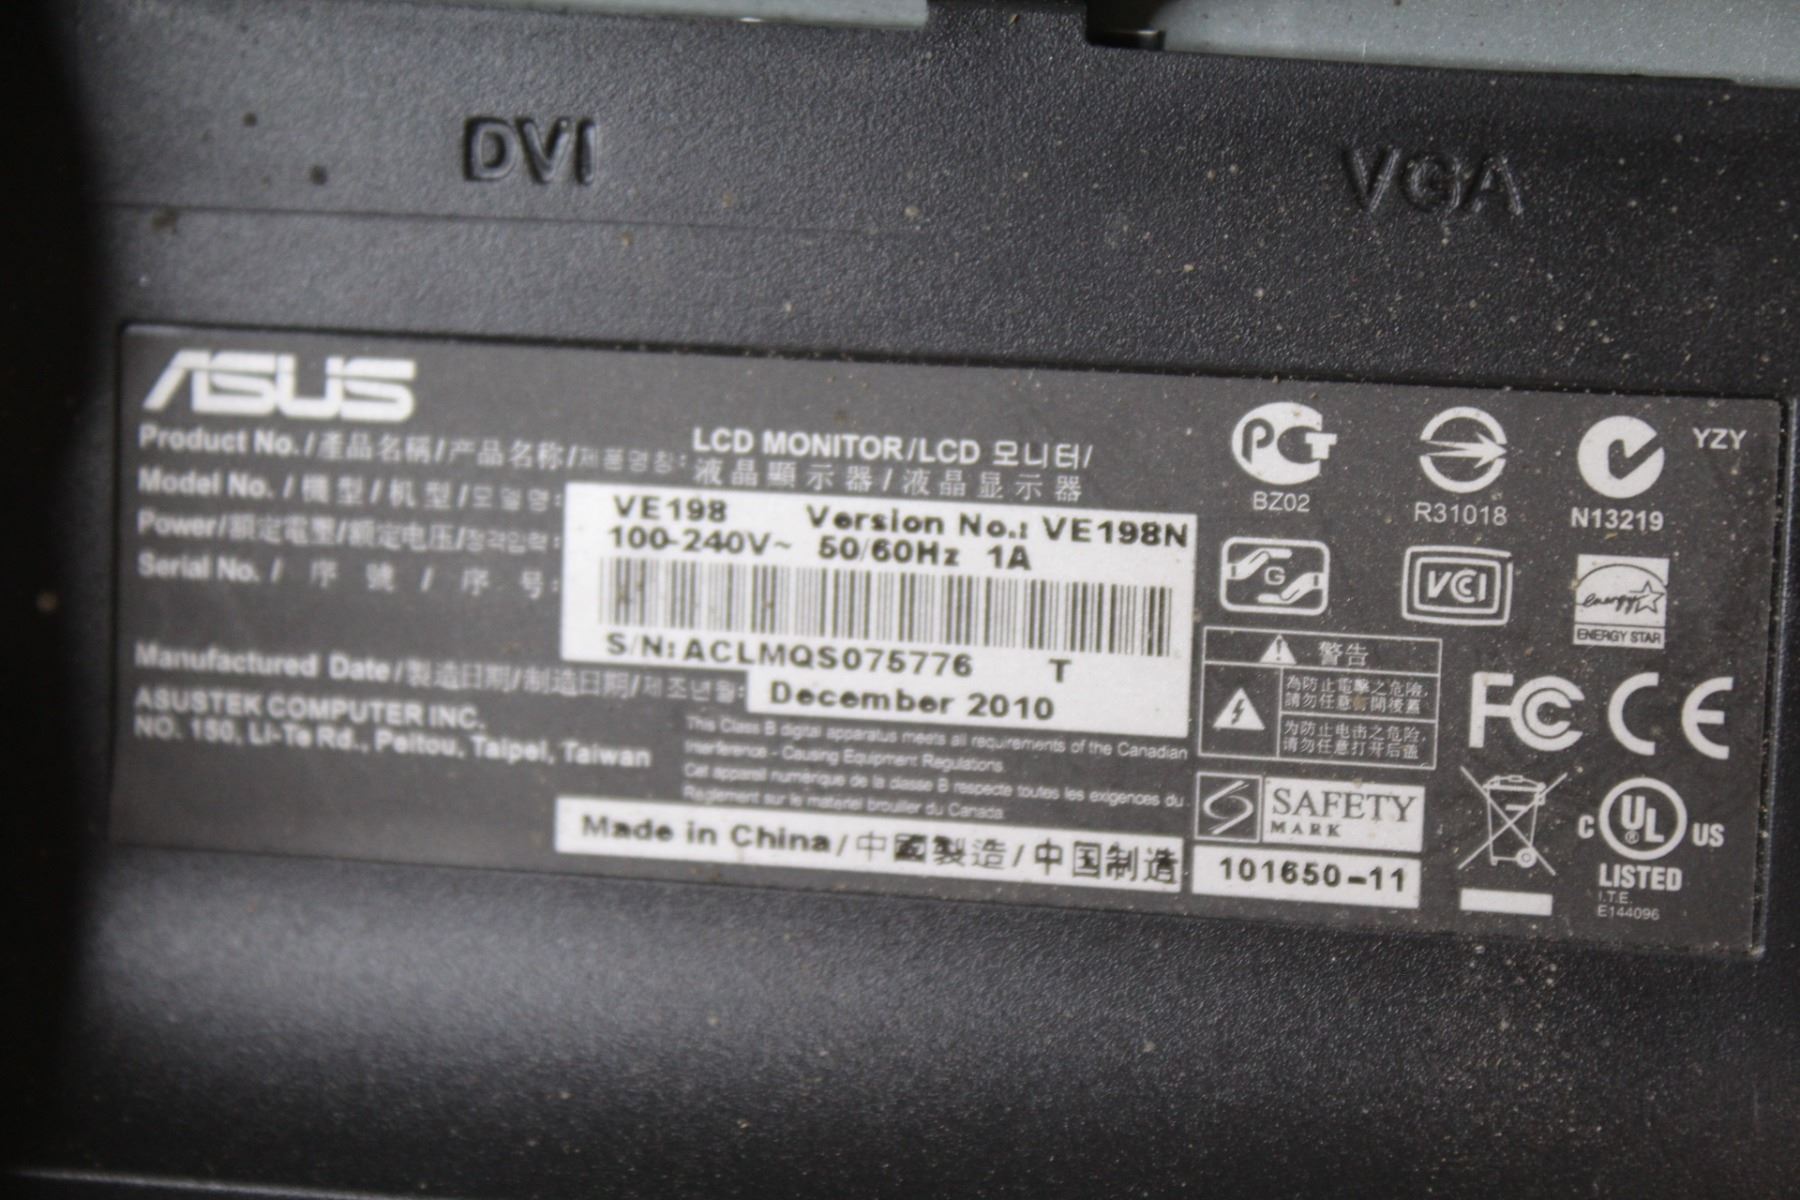 DVI
VGA
ASUS
Product No./產品名稱/产品名称/제품명칭:
LCD MONITOR/LCD 모니터/
液晶顯示器/液晶显示器
Model No./機型/机型/모델명:
VE198 Version No.: VE198N
Power/額定電壓/額定电压/정격입력:
100-240V~ 50/60Hz 1A
Serial No./序號/序号:
S/N:ACLMQS075776 T
Manufactured Date/製造日期/制造日期/제조년월:
December 2010
ASUSTEK COMPUTER INC.
NO. 150, Li-Te Rd., Peitou, Taipei, Taiwan
This Class B digital apparatus meets all requirements of the Canadian
Interference - Causing Equipment Regulations.
Cet appareil numérique de la classe B respecte toutes les exigences du
Reglement sur le matériel brouiller du Canada
Made in China/中國製造/中国制造
PCT
BZ02
R31018
N13219
YZY
G
VCCI
energy
ENERGY STAR
警告
為防止電擊之危險,
請勿任意打開後蓋
为防止电击之危险,
请勿任意打开后盖
FC CE
SAFETY
MARK
101650-11
C UL® US
LISTED
I.T.E.
E144096